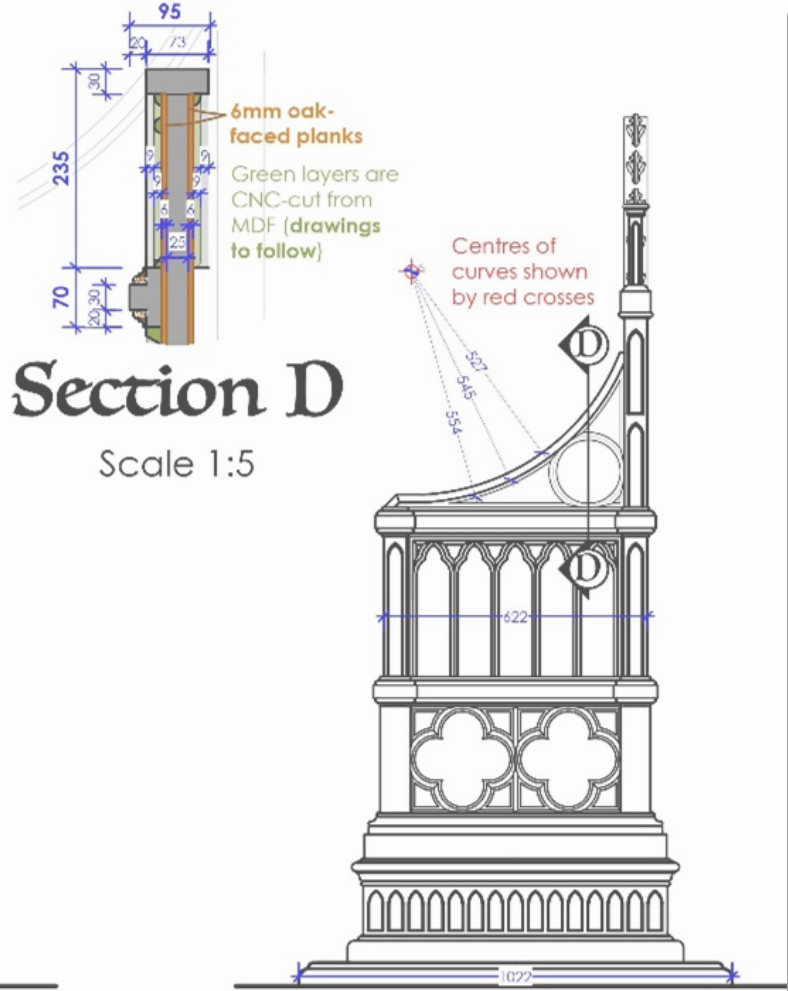 95
20
73
30
6mm oak-
faced planks
235
9
9
9
9
Green layers are
CNC-cut from
MDF (drawings
to follow)
6
6
25
Centres of
curves shown
by red crosses
70
30
20
D
527
545
554
Section D
Scale 1:5
D
622
1022